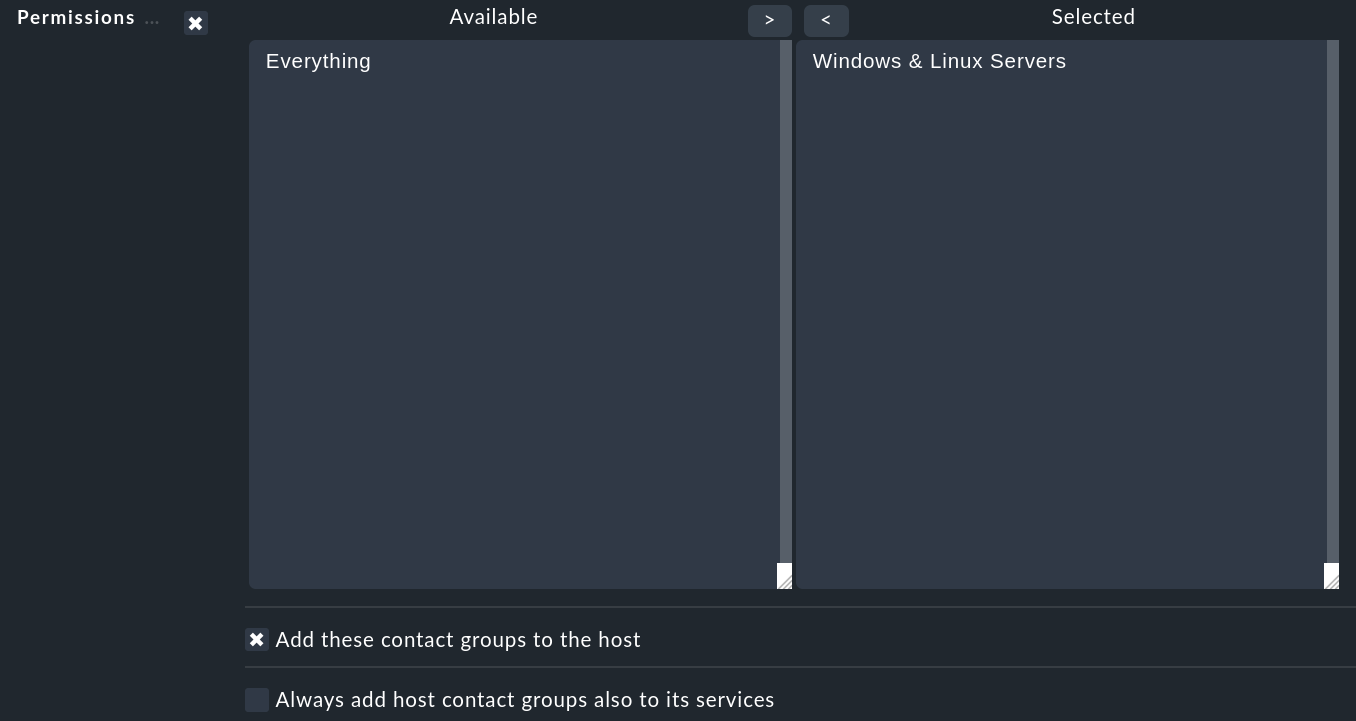 Permissions ...
Available > < Selected
Everything
Windows & Linux Servers
Add these contact groups to the host
Always add host contact groups also to its services